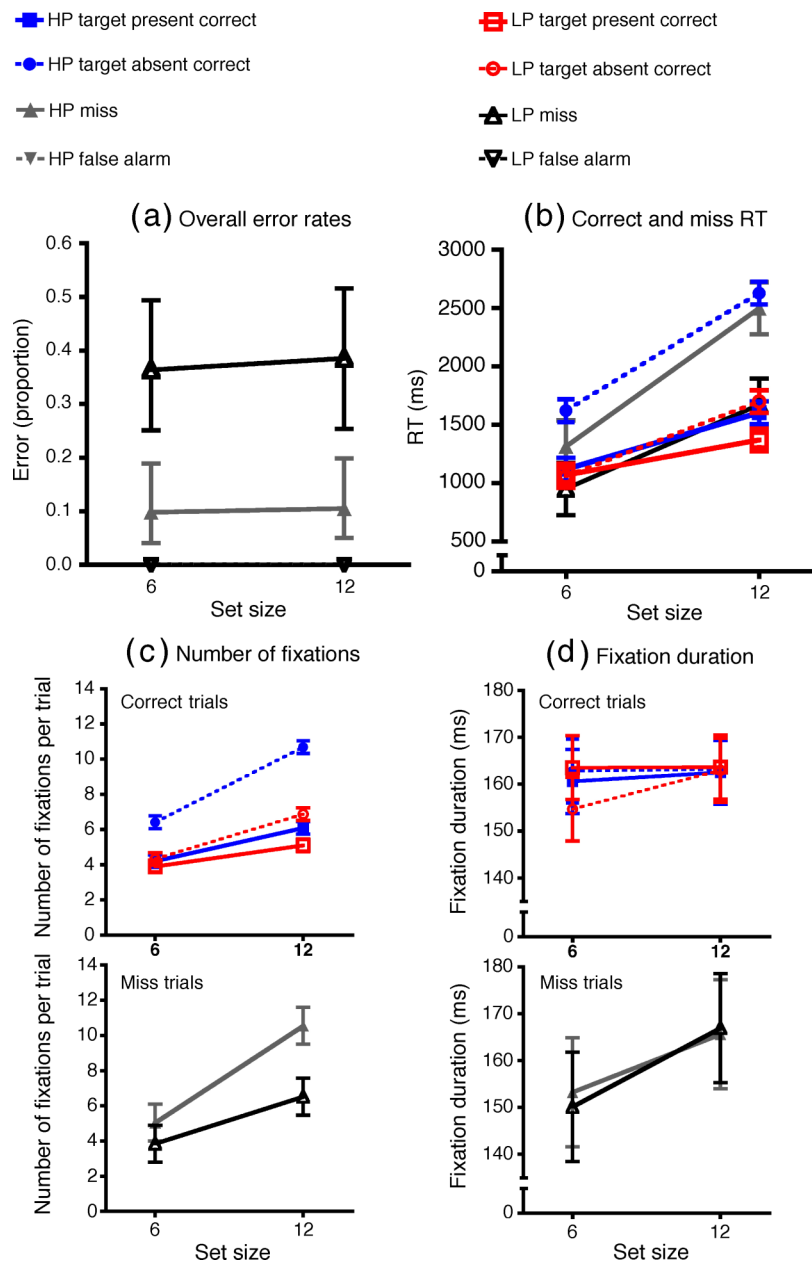 HP target present correct
LP target present correct
HP target absent correct
LP target absent correct
HP miss
LP miss
HP false alarm
LP false alarm
(a) Overall error rates
(b) Correct and miss RT
Error (proportion)
0.6
0.5
0.4
0.3
0.2
0.1
0.0
6
12
Set size
RT (ms)
3000
2500
2000
1500
1000
500
0
6
12
Set size
(c) Number of fixations
(d) Fixation duration
Number of fixations per trial
14
12
10
8
6
4
2
0
Correct trials
6
12
Fixation duration (ms)
180
170
160
150
140
0
Correct trials
6
12
Number of fixations per trial
14
12
10
8
6
4
2
0
Miss trials
6
12
Set size
Fixation duration (ms)
180
170
160
150
140
0
Miss trials
6
12
Set size